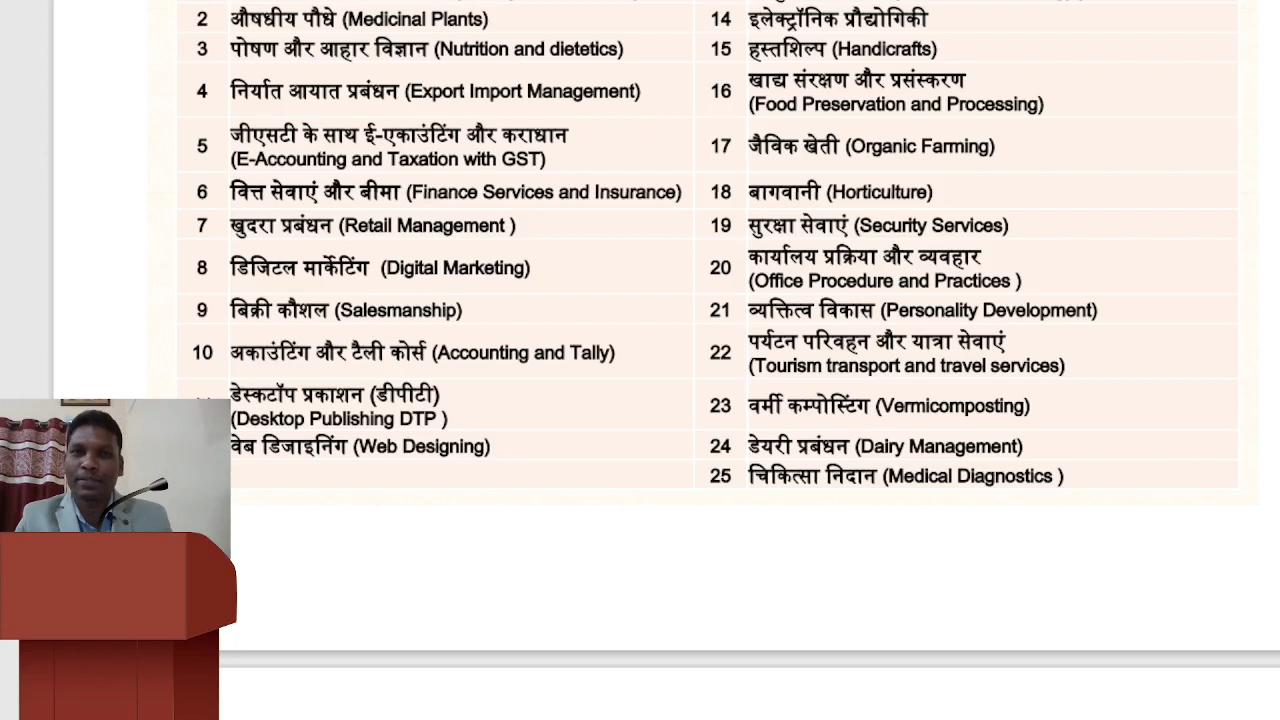 2 औषधीय पौधे (Medicinal Plants)
3 पोषण और आहार विज्ञान (Nutrition and dietetics)
4 निर्यात आयात प्रबंधन (Export Import Management)
5 जीएसटी के साथ ई-एकाउंटिंग और कराधान
(E-Accounting and Taxation with GST)
6 वित्त सेवाएं और बीमा (Finance Services and Insurance)
7 खुदरा प्रबंधन (Retail Management )
8 डिजिटल मार्केटिंग (Digital Marketing)
9 बिक्री कौशल (Salesmanship)
10 अकाउंटिंग और टैली कोर्स (Accounting and Tally)
डेस्कटॉप प्रकाशन (डीपीटी)
(Desktop Publishing DTP )
वेब डिजाइनिंग (Web Designing)
14 इलेक्ट्रॉनिक प्रौद्योगिकी
15 हस्तशिल्प (Handicrafts)
16 खाद्य संरक्षण और प्रसंस्करण
(Food Preservation and Processing)
17 जैविक खेती (Organic Farming)
18 बागवानी (Horticulture)
19 सुरक्षा सेवाएं (Security Services)
20 कार्यालय प्रक्रिया और व्यवहार
(Office Procedure and Practices )
21 व्यक्तित्व विकास (Personality Development)
22 पर्यटन परिवहन और यात्रा सेवाएं
(Tourism transport and travel services)
23 वर्मी कम्पोस्टिंग (Vermicomposting)
24 डेयरी प्रबंधन (Dairy Management)
25 चिकित्सा निदान (Medical Diagnostics )